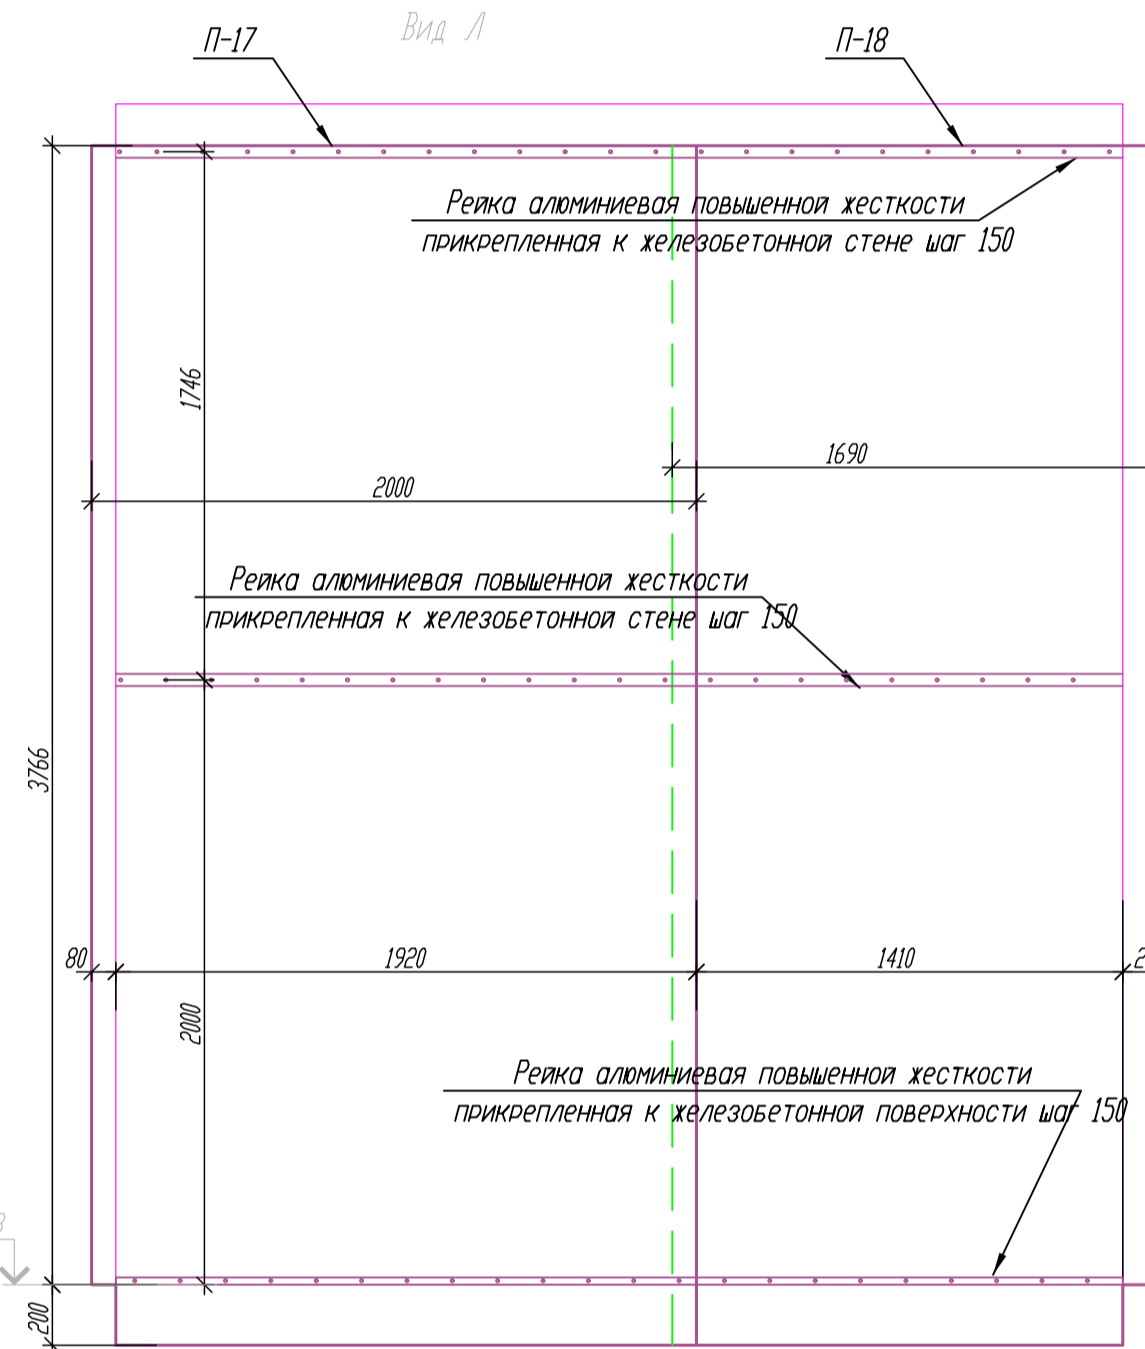 Вид Л
П-17
П-18
Рейка алюминиевая повышенной жесткости
прикрепленная к железобетонной стене шаг 150
1746
1690
2000
Рейка алюминиевая повышенной жесткости
прикрепленная к железобетонной стене шаг 150
3766
80
1920
1410
2
2000
Рейка алюминиевая повышенной жесткости
прикрепленная к железобетонной поверхности шаг 150
200